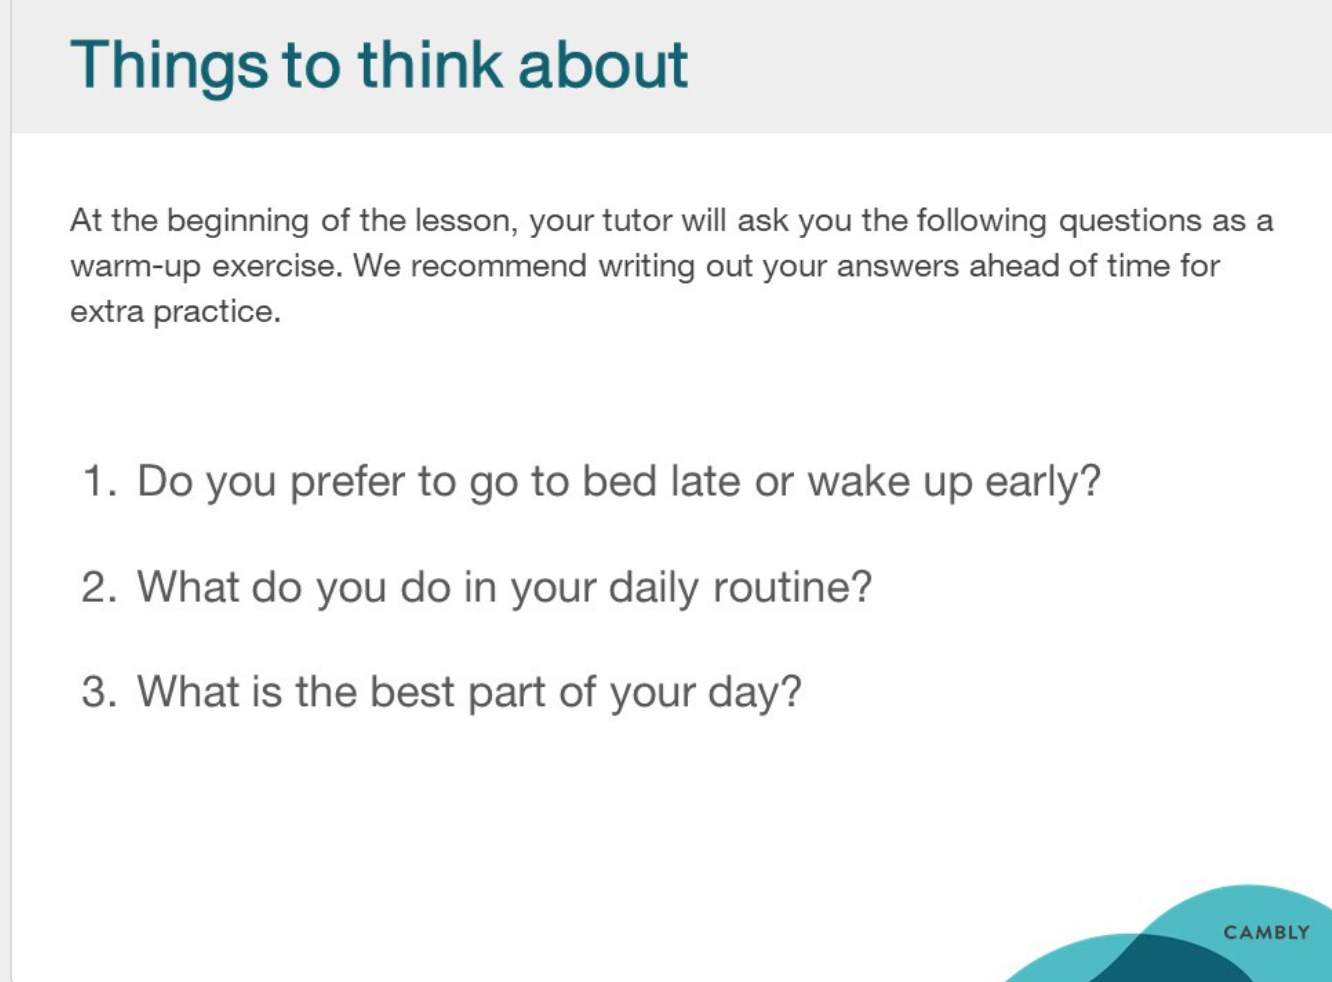 Things to think about
At the beginning of the lesson, your tutor will ask you the following questions as a
warm-up exercise. We recommend writing out your answers ahead of time for
extra practice.
1. Do you prefer to go to bed late or wake up early?
2. What do you do in your daily routine?
3. What is the best part of your day?
CAMBLY